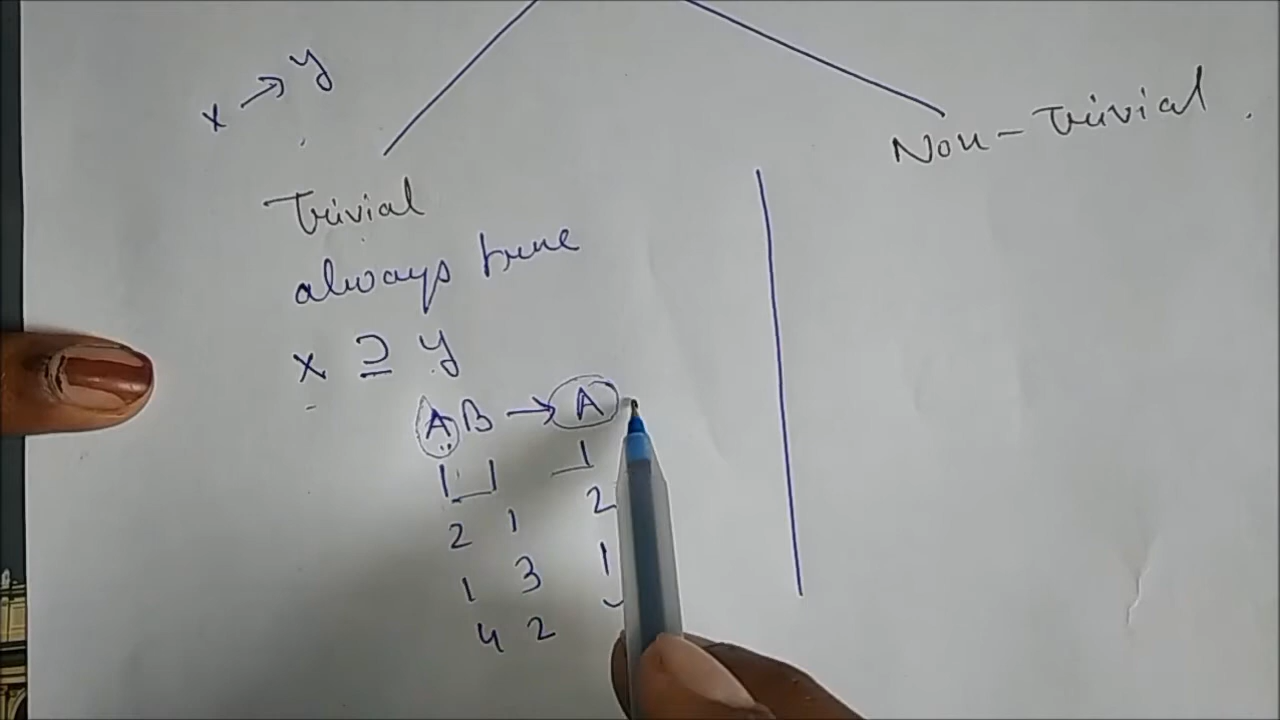 x → y
Non-Trivial.
Trivial
always true
x ⊇ y
AB → A
1 1 1
2 1 2
1 3 1
4 2